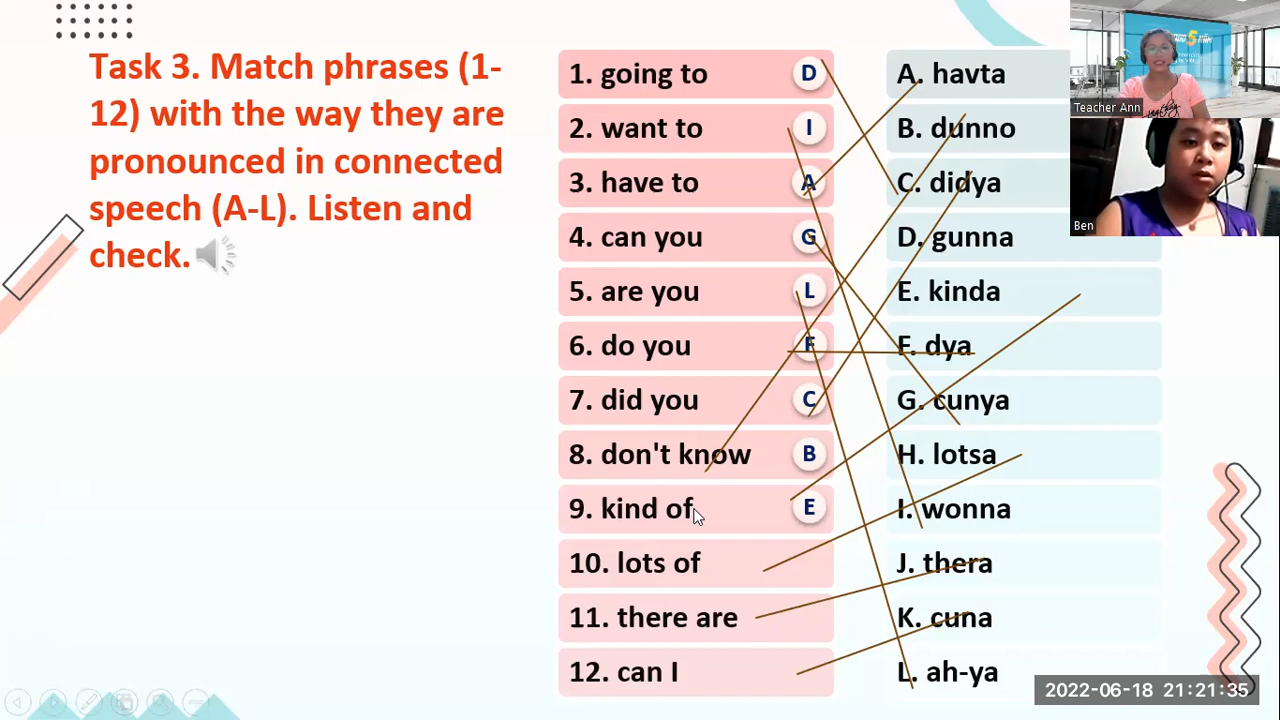 Task 3. Match phrases (1-
12) with the way they are
pronounced in connected
speech (A-L). Listen and
check.
1. going to D
2. want to I
3. have to A
4. can you G
5. are you L
6. do you F
7. did you C
8. don't know B
9. kind of E
10. lots of
11. there are
12. can I
A. havta
B. dunno
C. didya
D. gunna
E. kinda
F. dya
G. cunya
H. lotsa
I. wonna
J. thera
K. cuna
L. ah-ya
Teacher Ann
Ben
2022-06-18 21:21:35